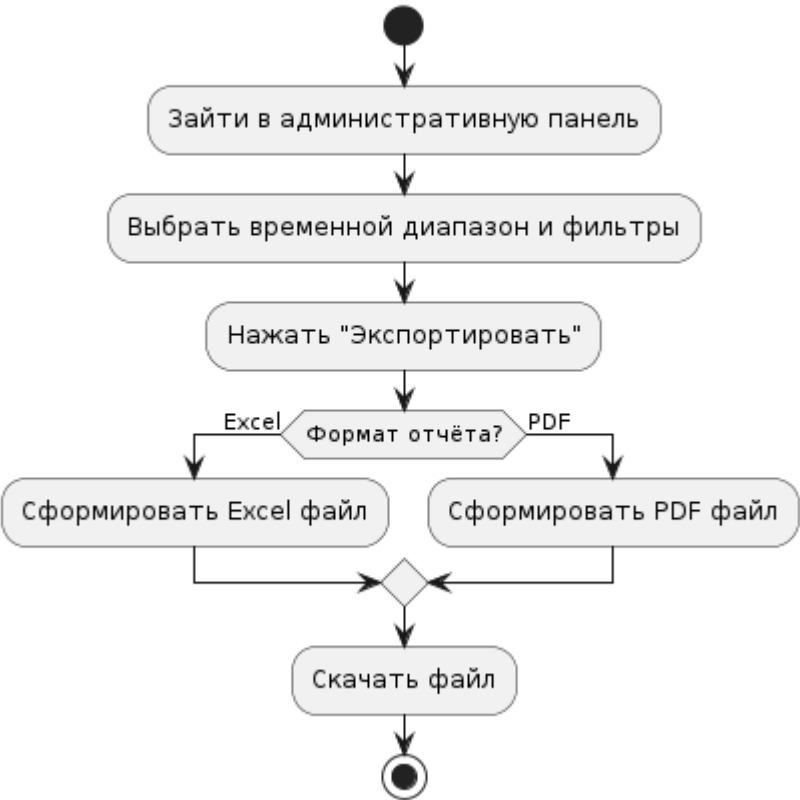 Зайти в административную панель
Выбрать временной диапазон и фильтры
Нажать "Экспортировать"
Excel
Формат отчёта?
PDF
Сформировать Excel файл
Сформировать PDF файл
Скачать файл